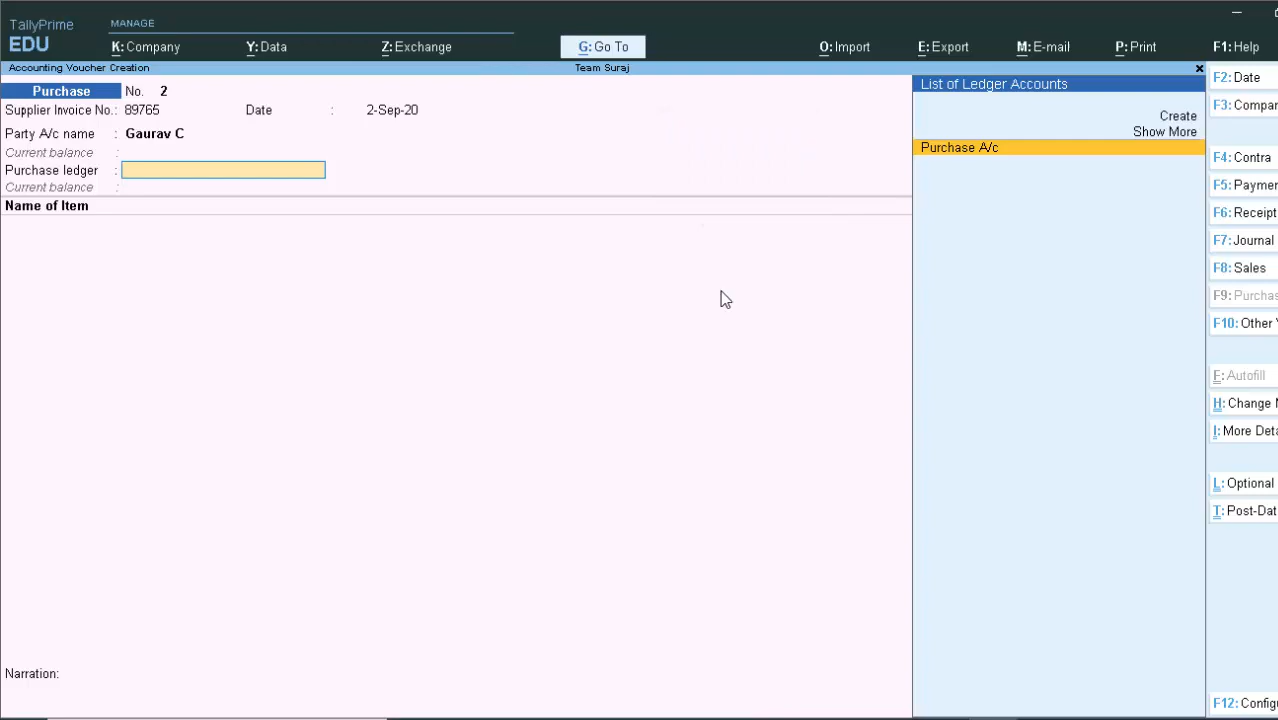 TallyPrime
EDU
MANAGE
K: Company
Y: Data
Z: Exchange
G: Go To
O: Import
E: Export
M: E-mail
P: Print
F1: Help
Accounting Voucher Creation
Team Suraj
Purchase No. 2
Supplier Invoice No.: 89765 Date : 2-Sep-20
Party A/c name : Gaurav C
Current balance :
Purchase ledger :
Current balance :
Name of Item
Narration:
List of Ledger Accounts
Create
Show More
Purchase A/c
F2: Date
F3: Compar
F4: Contra
F5: Paymer
F6: Receipt
F7: Journal
F8: Sales
F9: Purchas
F10: Other
E: Autofill
H: Change
I: More Deta
L: Optional
T: Post-Dat
F12: Config